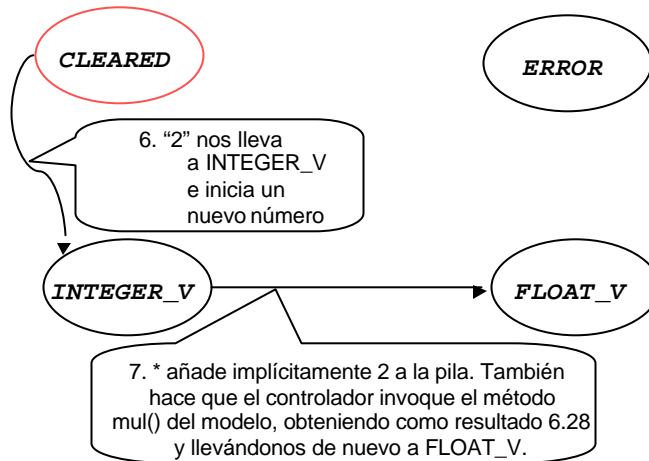 CLEARED
ERROR
6. “2” nos lleva
a INTEGER_V
e inicia un
nuevo número
INTEGER_V
FLOAT_V
7. * añade implícitamente 2 a la pila. También
hace que el controlador invoque el método
mul() del modelo, obteniendo como resultado 6.28
y llevándonos de nuevo a FLOAT_V.